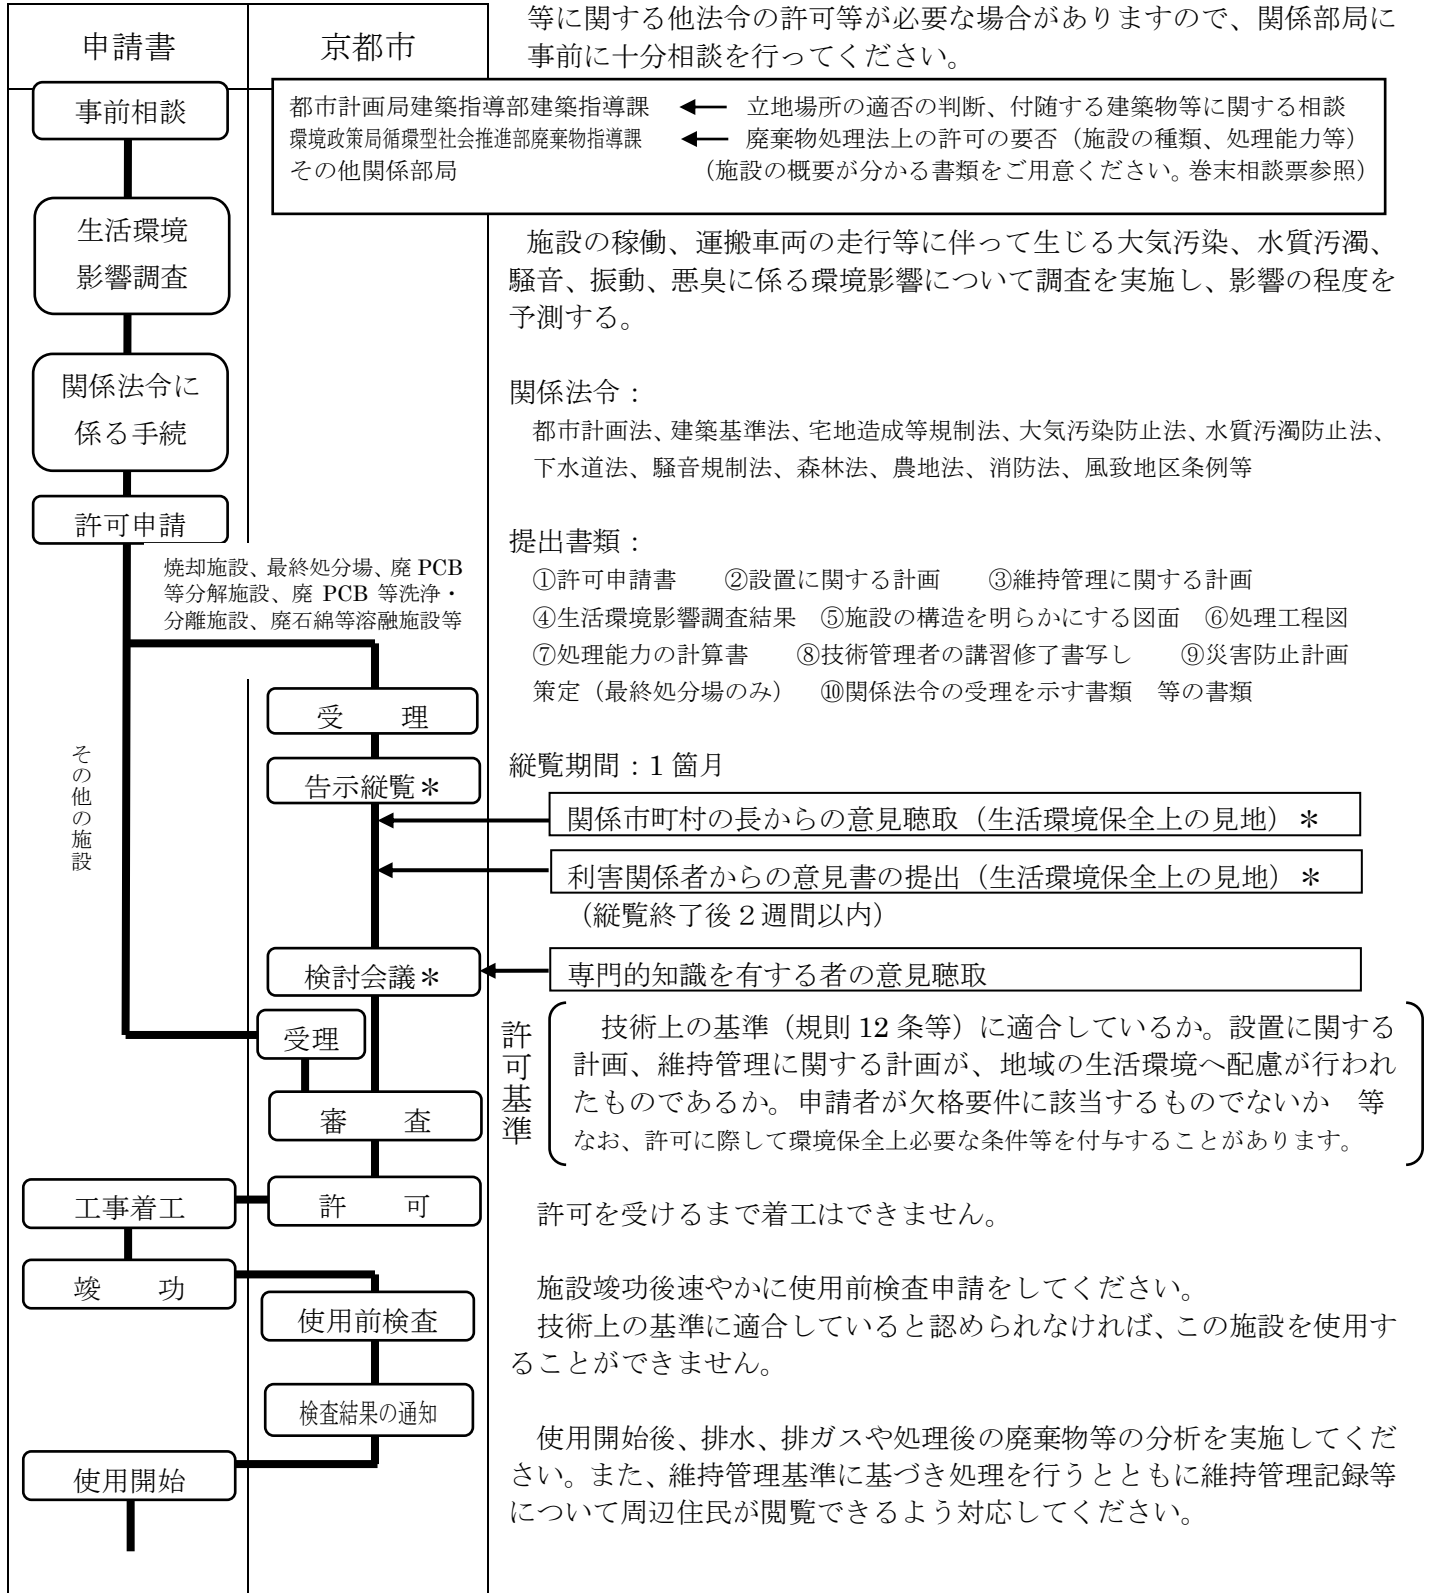 等に関する他法令の許可等が必要な場合がありますので、関係部局に
事前に十分相談を行ってください。
申請書
京都市
事前相談
都市計画局建築指導部建築指導課 ← 立地場所の適否の判断、付随する建築物等に関する相談
環境政策局循環型社会推進部廃棄物指導課 ← 廃棄物処理法上の許可の要否（施設の種類、処理能力等）
その他関係部局 （施設の概要が分かる書類をご用意ください。巻末相談票参照）
生活環境
影響調査
施設の稼働、運搬車両の走行等に伴って生じる大気汚染、水質汚濁、
騒音、振動、悪臭に係る環境影響について調査を実施し、影響の程度を
予測する。
関係法令に
係る手続
関係法令：
都市計画法、建築基準法、宅地造成等規制法、大気汚染防止法、水質汚濁防止法、
下水道法、騒音規制法、森林法、農地法、消防法、風致地区条例等
許可申請
焼却施設、最終処分場、廃 PCB
等分解施設、廃 PCB 等洗浄・
分離施設、廃石綿等溶融施設等
提出書類：
①許可申請書 ②設置に関する計画 ③維持管理に関する計画
④生活環境影響調査結果 ⑤施設の構造を明らかにする図面 ⑥処理工程図
⑦処理能力の計算書 ⑧技術管理者の講習修了書写し ⑨災害防止計画
策定（最終処分場のみ） ⑩関係法令の受理を示す書類 等の書類
その他の施設
受 理
告示縦覧＊
縦覧期間：1 箇月
関係市町村の長からの意見聴取（生活環境保全上の見地）＊
利害関係者からの意見書の提出（生活環境保全上の見地）＊
（縦覧終了後２週間以内）
検討会議＊
専門的知識を有する者の意見聴取
受理
審 査
許可基準
技術上の基準（規則 12 条等）に適合しているか。設置に関する
計画、維持管理に関する計画が、地域の生活環境へ配慮が行われ
たものであるか。申請者が欠格要件に該当するものでないか 等
なお、許可に際して環境保全上必要な条件等を付与することがあります。
工事着工
許 可
許可を受けるまで着工はできません。
竣 功
使用前検査
施設竣功後速やかに使用前検査申請をしてください。
技術上の基準に適合していると認められなければ、この施設を使用す
ることができません。
検査結果の通知
使用開始
使用開始後、排水、排ガスや処理後の廃棄物等の分析を実施してくだ
さい。また、維持管理基準に基づき処理を行うとともに維持管理記録等
について周辺住民が閲覧できるよう対応してください。